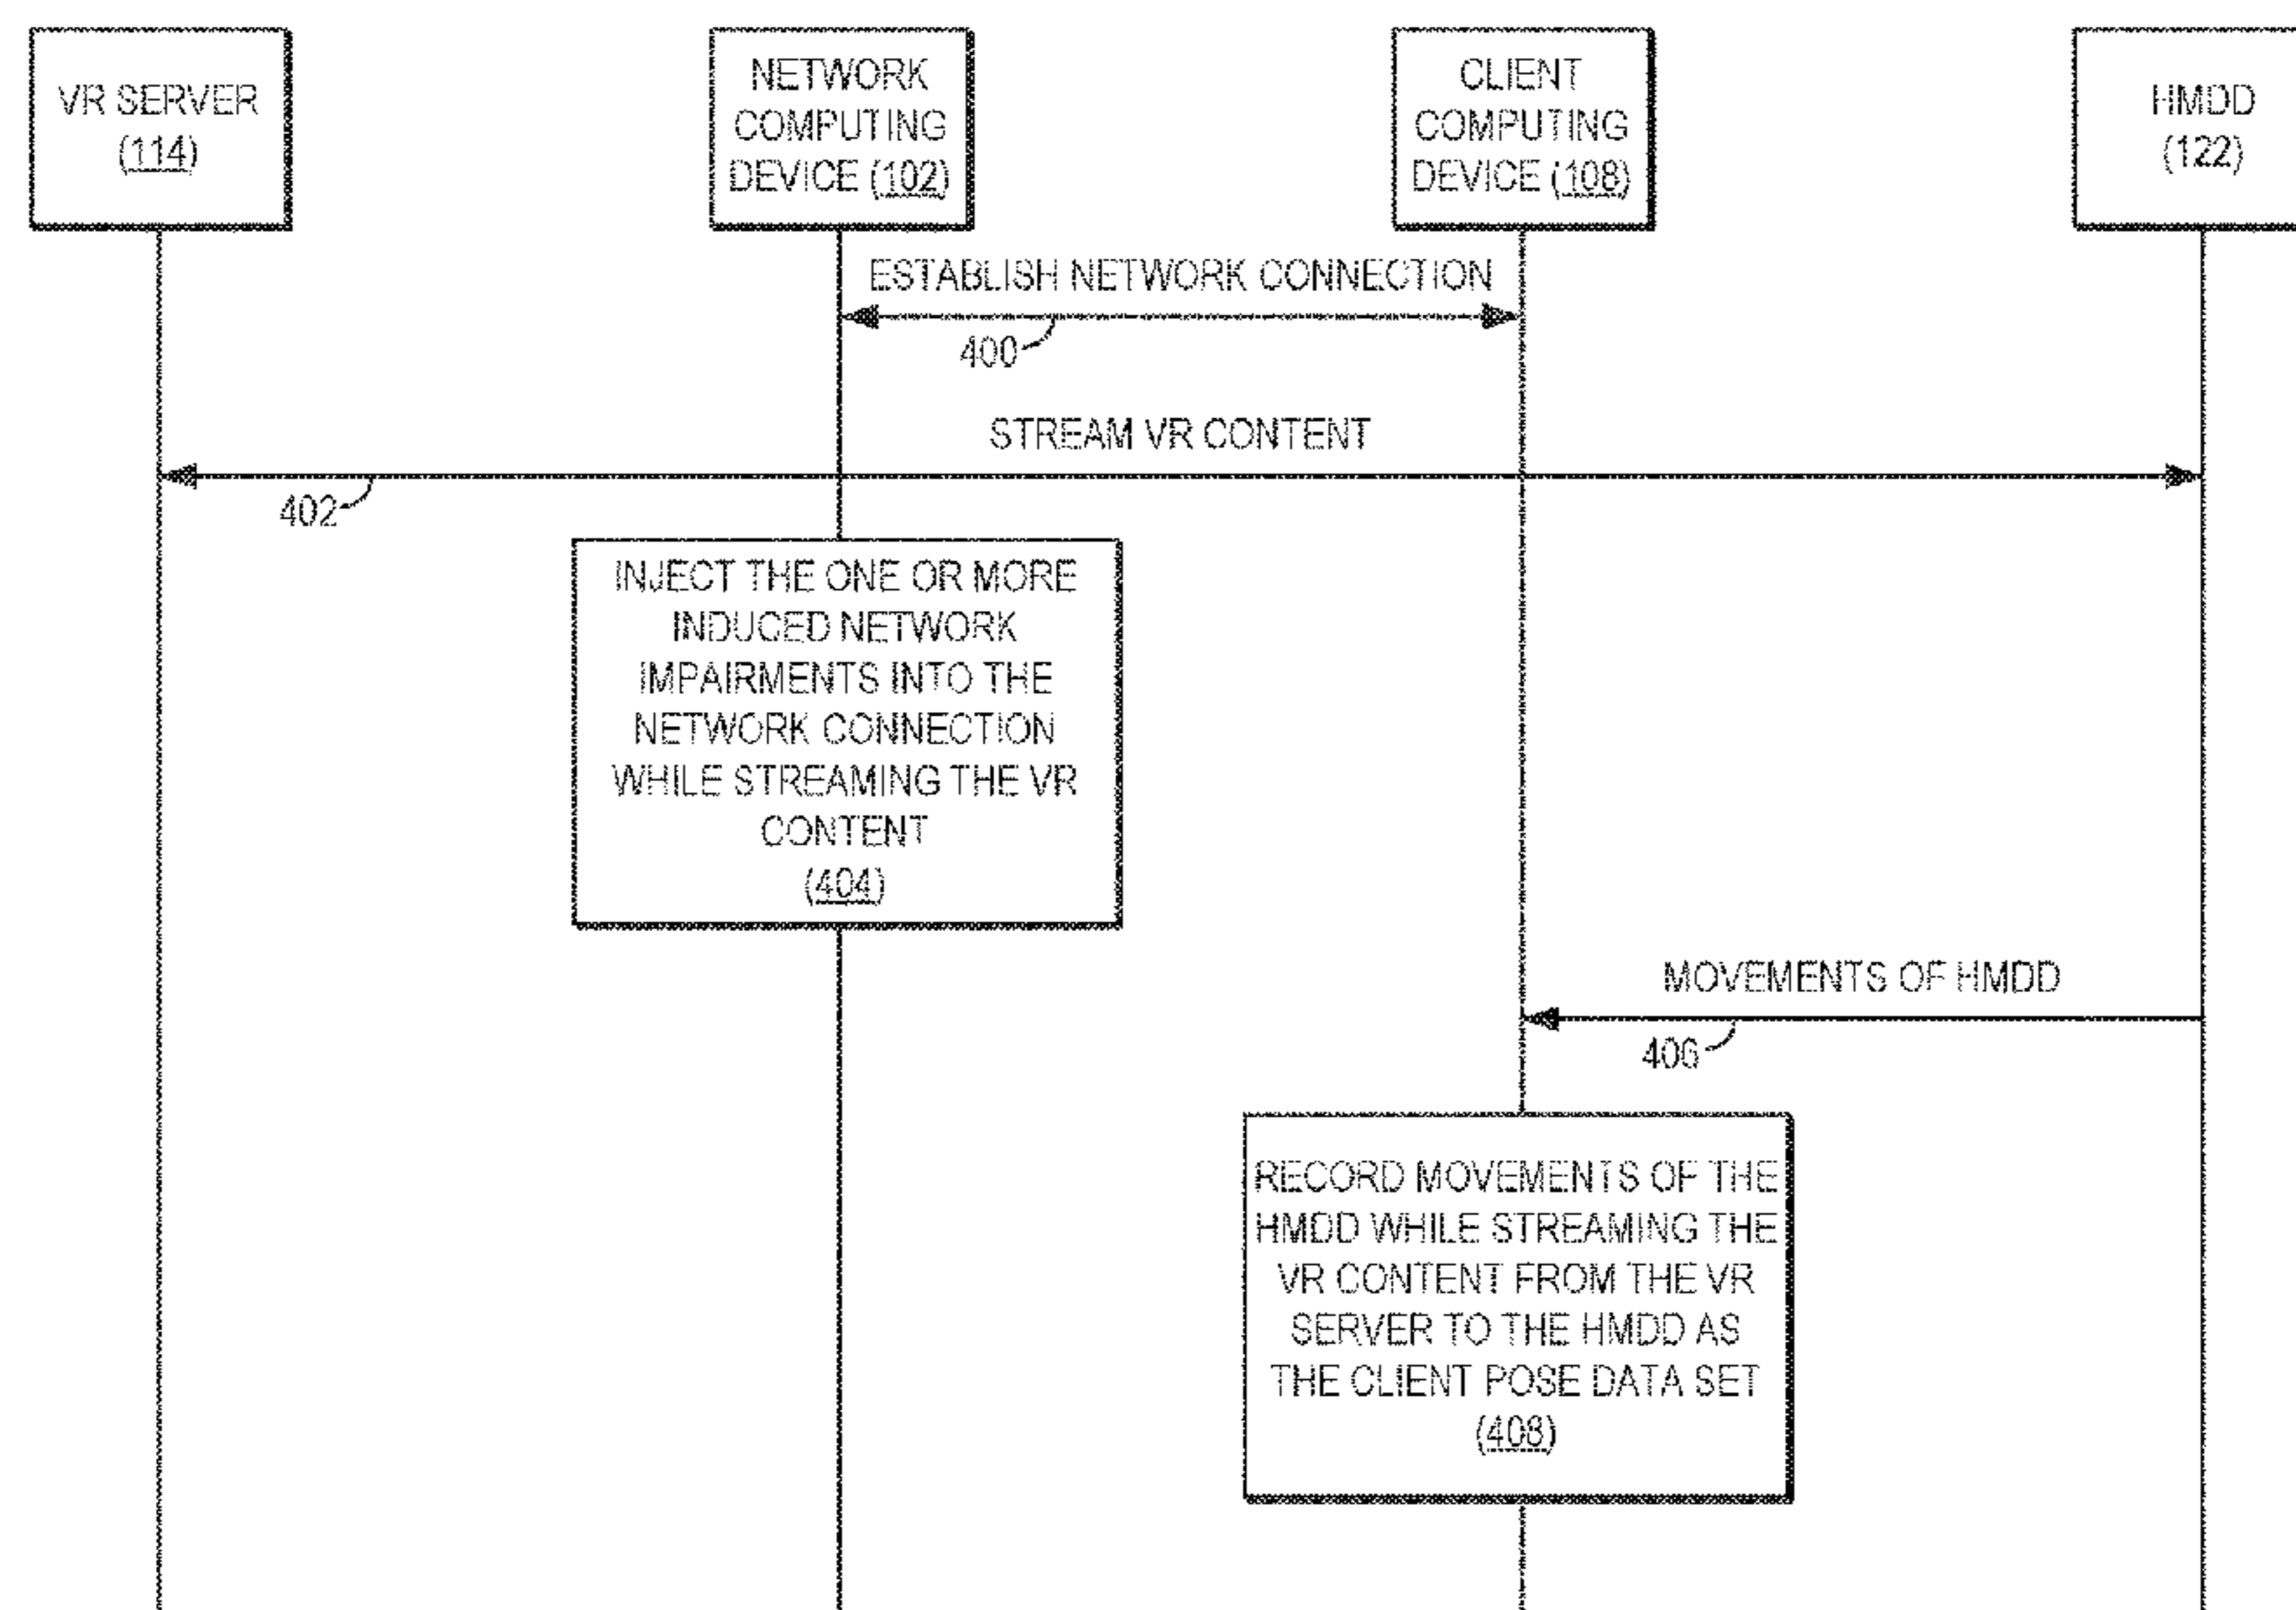 VR SERVER
(114)
NETWORK
COMPUTING
DEVICE (102)
CLIENT
COMPUTING
DEVICE (108)
HMDD
(122)
ESTABLISH NETWORK CONNECTION
400
STREAM VR CONTENT
402
INJECT THE ONE OR MORE
INDUCED NETWORK
IMPAIRMENTS INTO THE
NETWORK CONNECTION
WHILE STREAMING THE VR
CONTENT
(404)
MOVEMENTS OF HMDD
406
RECORD MOVEMENTS OF THE
HMDD WHILE STREAMING THE
VR CONTENT FROM THE VR
SERVER TO THE HMDD AS
THE CLIENT POSE DATA SET
(408)